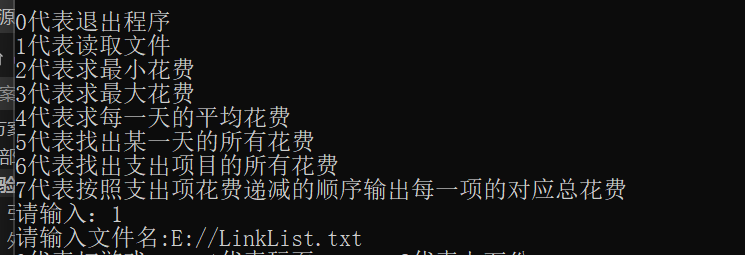 0代表退出程序
1代表读取文件
2代表求最小花费
3代表求最大花费
4代表求每一天的平均花费
5代表找出某一天的所有花费
6代表找出支出项目的所有花费
7代表按照支出项花费递减的顺序输出每一项的对应总花费
请输入：1
请输入文件名:E://LinkList.txt